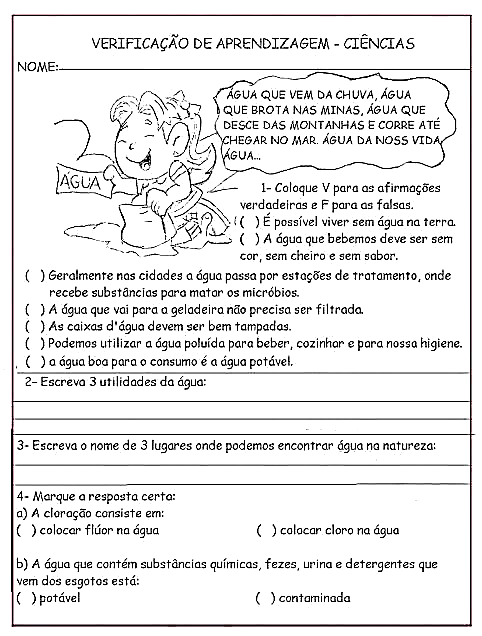 VERIFICAÇÃO DE APRENDIZAGEM - CIÊNCIAS
NOME:
ÁGUA QUE VEM DA CHUVA, ÁGUA
QUE BROTA NAS MINAS, ÁGUA QUE
DESCE DAS MONTANHAS E CORRE ATÉ
CHEGAR NO MAR. ÁGUA DA NOSS VIDA,
ÁGUA...
ÁGUA
1- Coloque V para as afirmações
verdadeiras e F para as falsas.
( ) É possível viver sem água na terra.
( ) A água que bebemos deve ser sem
cor, sem cheiro e sem sabor.
( ) Geralmente nas cidades a água passa por estações de tratamento, onde
recebe substâncias para matar os micróbios.
( ) A água que vai para a geladeira não precisa ser filtrada.
( ) As caixas d'água devem ser bem tampadas.
( ) Podemos utilizar a água poluída para beber, cozinhar e para nossa higiene.
( ) a água boa para o consumo é a água potável.
2- Escreva 3 utilidades da água:
3- Escreva o nome de 3 lugares onde podemos encontrar água na natureza:
4- Marque a resposta certa:
a) A cloração consiste em:
( ) colocar flúor na água ( ) colocar cloro na água
b) A água que contém substâncias químicas, fezes, urina e detergentes que
vem dos esgotos está:
( ) potável ( ) contaminada